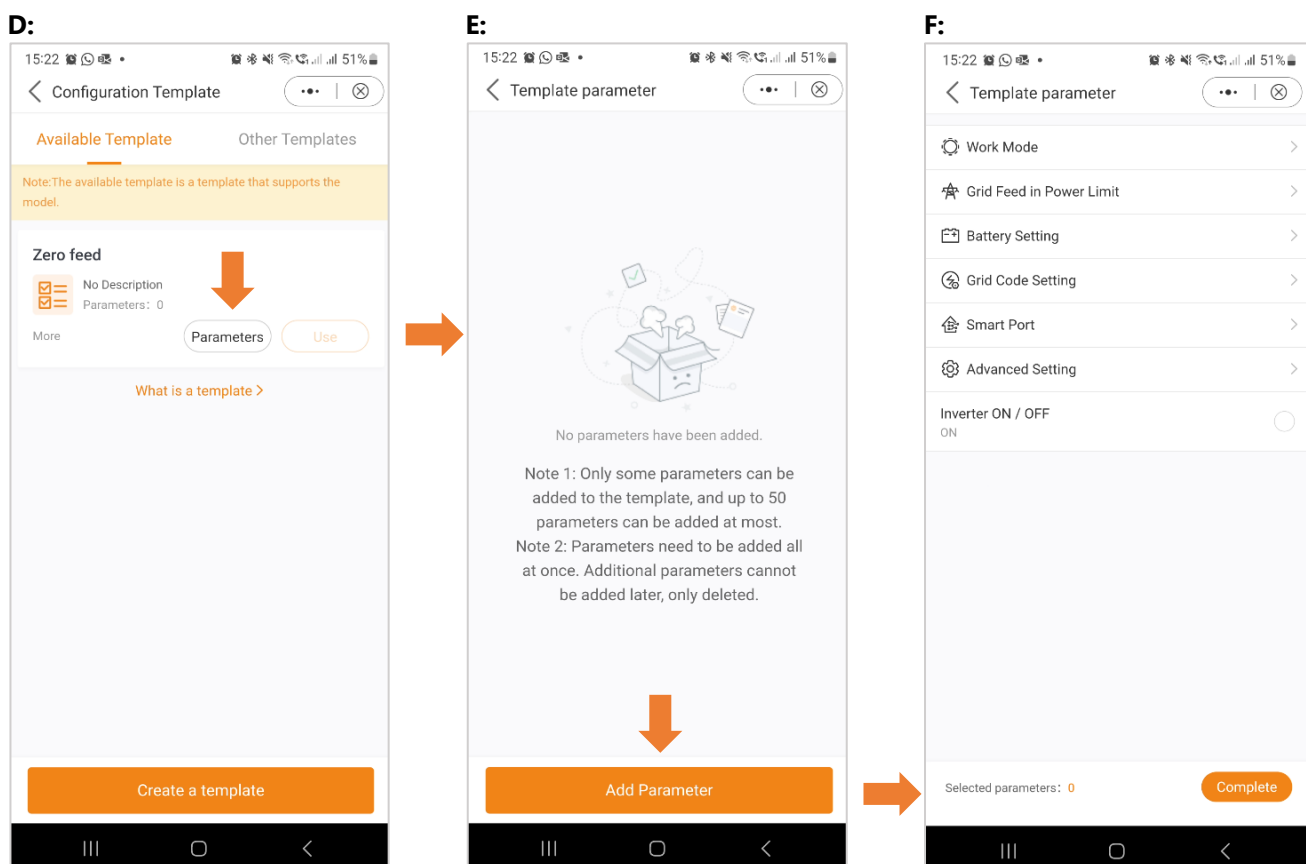 D:
15:22
51%
Configuration Template
Available Template
Other Templates
Note:The available template is a template that supports the
model.
Zero feed
No Description
Parameters: 0
More
Parameters
Use
What is a template >
Create a template
E:
15:22
51%
Template parameter
No parameters have been added.
Note 1: Only some parameters can be
added to the template, and up to 50
parameters can be added at most.
Note 2: Parameters need to be added all
at once. Additional parameters cannot
be added later, only deleted.
Add Parameter
F:
15:22
51%
Template parameter
Work Mode
Grid Feed in Power Limit
Battery Setting
Grid Code Setting
Smart Port
Advanced Setting
Inverter ON / OFF
ON
Selected parameters: 0
Complete